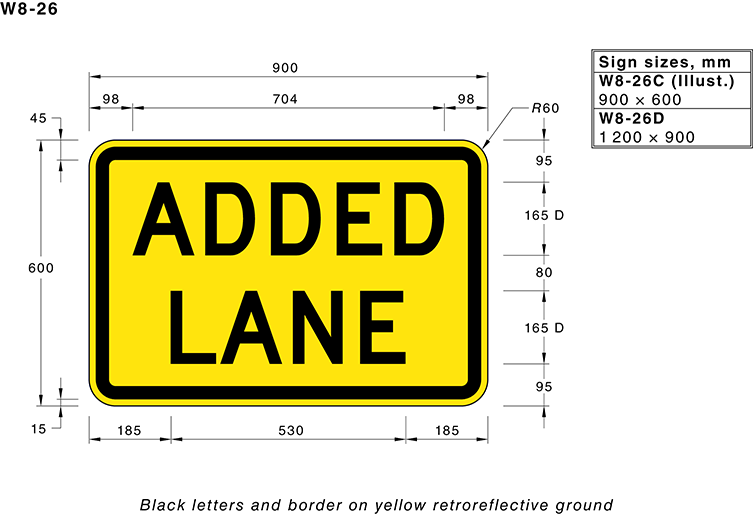 W8-26
900
98 704 98
45
R60
95
165 D
600
80
165 D
95
15
185 530 185
ADDED
LANE
Sign sizes, mm
W8-26C (Illust.)
900 × 600
W8-26D
1 200 × 900
Black letters and border on yellow retroreflective ground